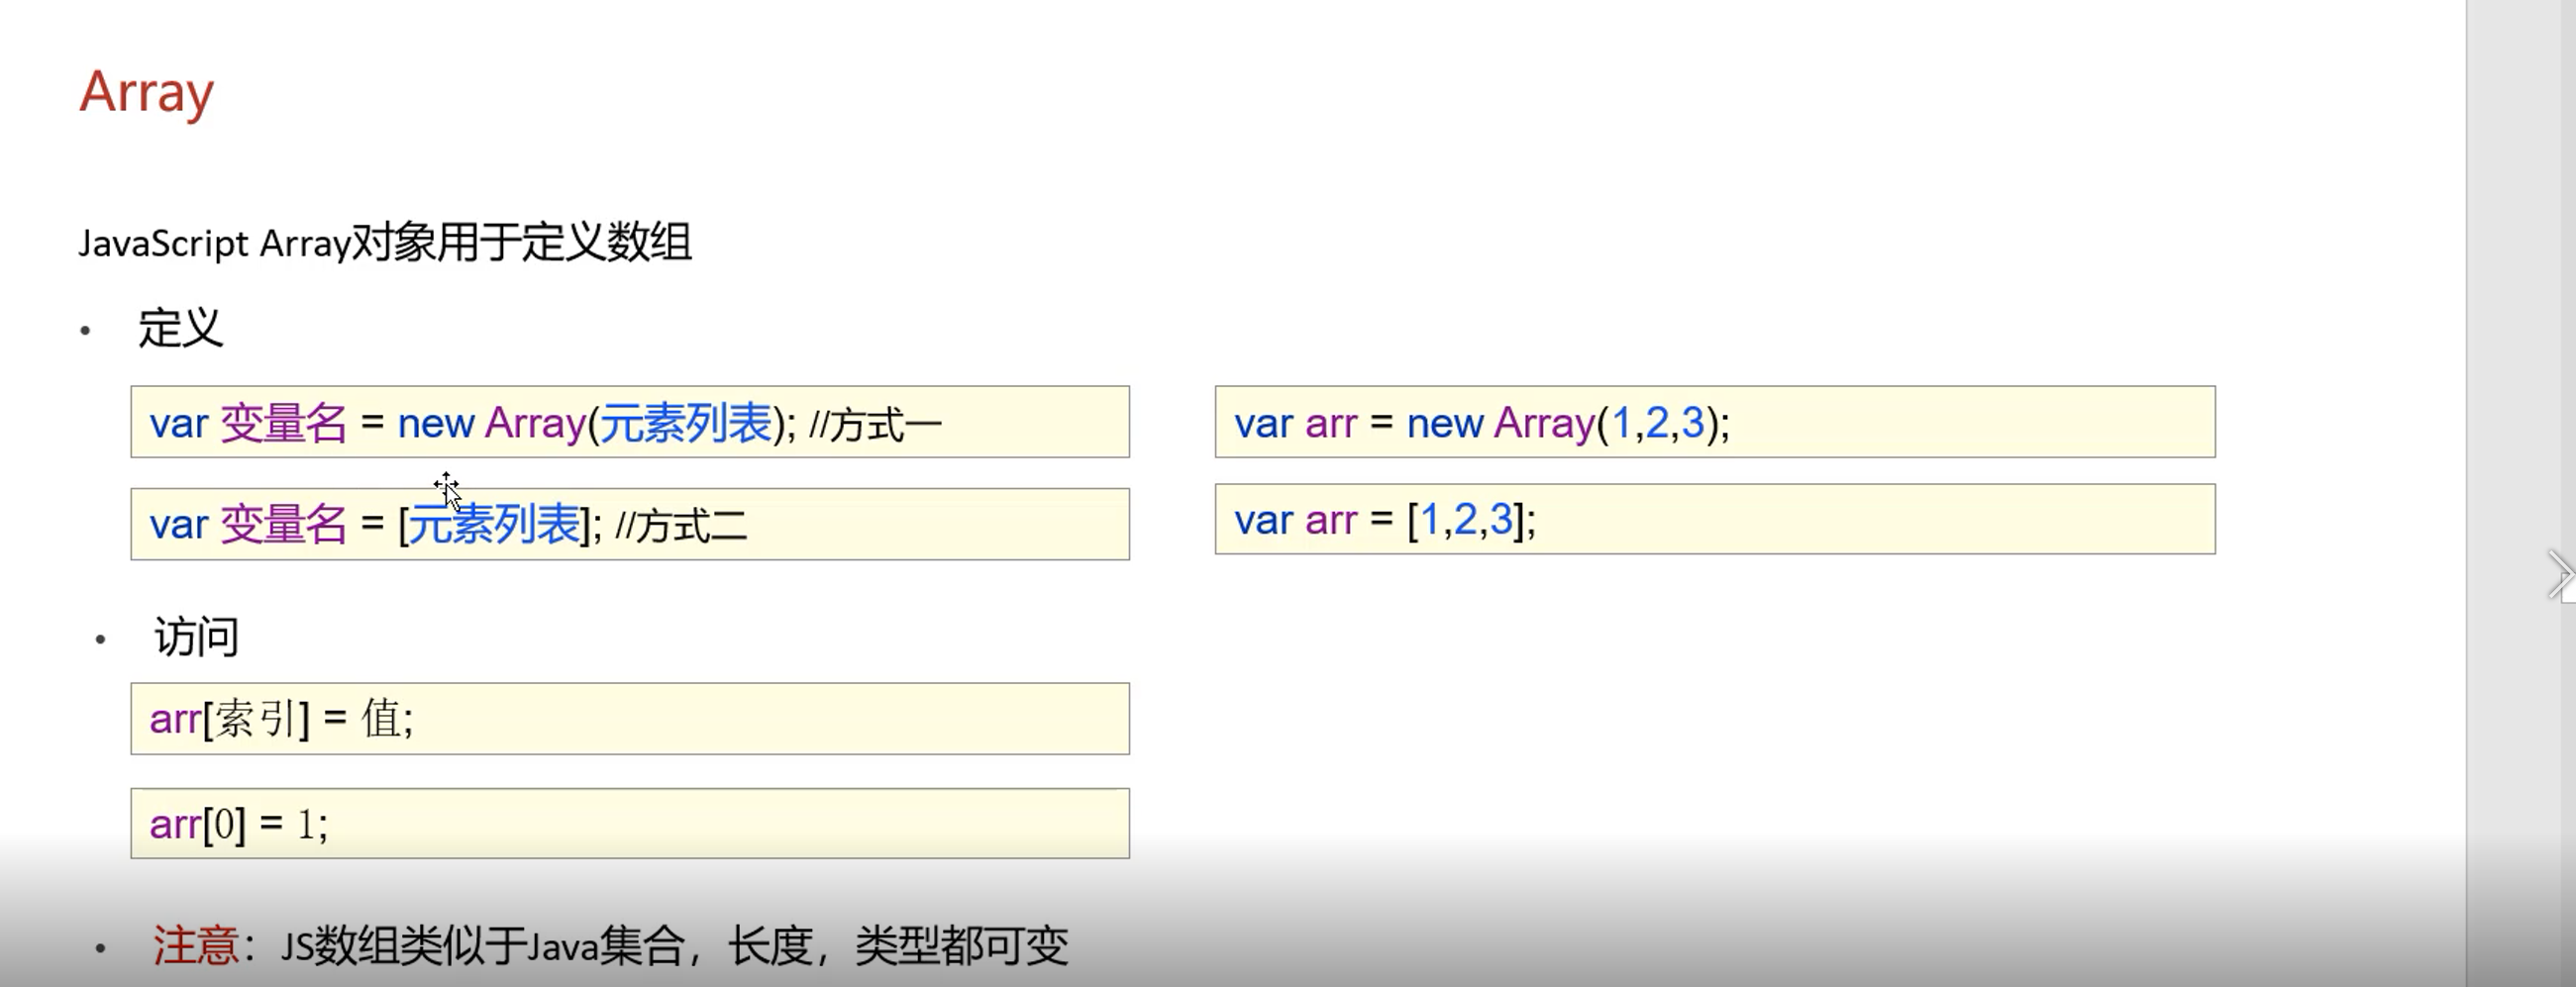 Array
JavaScript Array对象用于定义数组
• 定义
var 变量名 = new Array(元素列表); //方式一
var arr = new Array(1,2,3);
var 变量名 = [元素列表]; //方式二
var arr = [1,2,3];
• 访问
arr[索引] = 值;
arr[0] = 1;
• 注意：JS数组类似于Java集合，长度，类型都可变